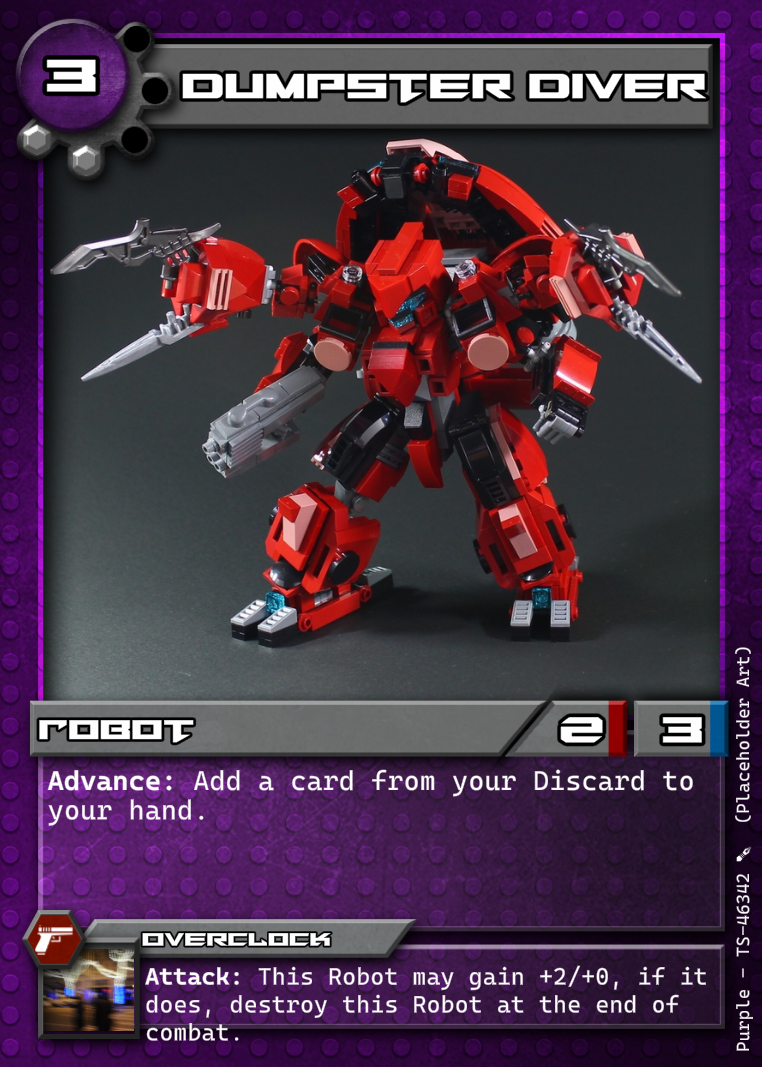 3
DUMPSTER DIVER
ROBOT
2
3
Advance: Add a card from your Discard to
your hand.
OVERCLOCK
Attack: This Robot may gain +2/+0, if it
does, destroy this Robot at the end of
combat.
Purple - TS-46342 ✒ (Placeholder Art)